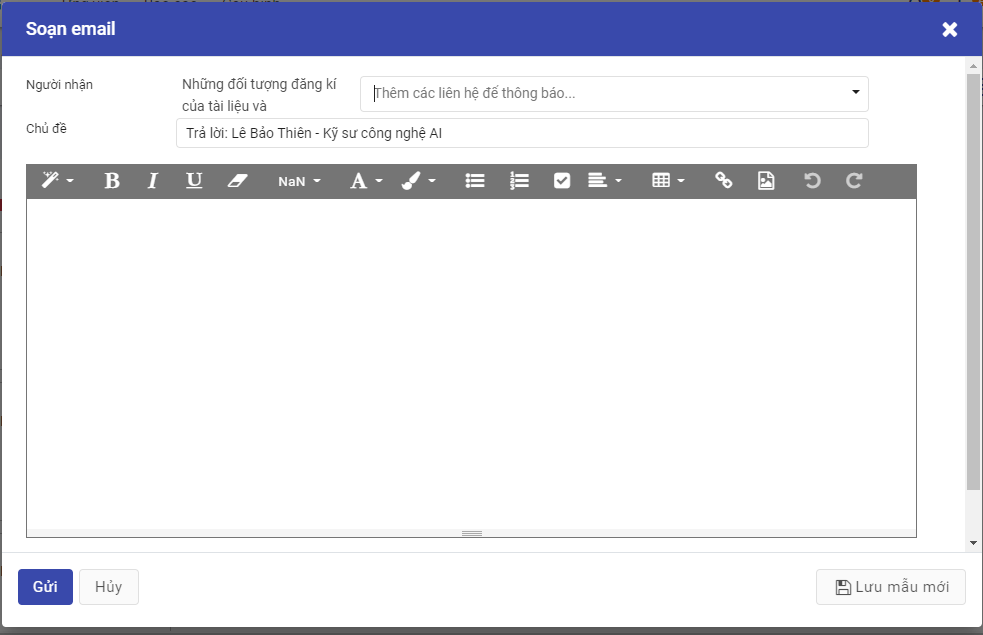 Soạn email
Người nhận
Những đối tượng đăng kí
của tài liệu và
Thêm các liên hệ để thông báo...
Chủ đề
Trả lời: Lê Bảo Thiên - Kỹ sư công nghệ AI
B I U NaN A
Gửi
Hủy
Lưu mẫu mới